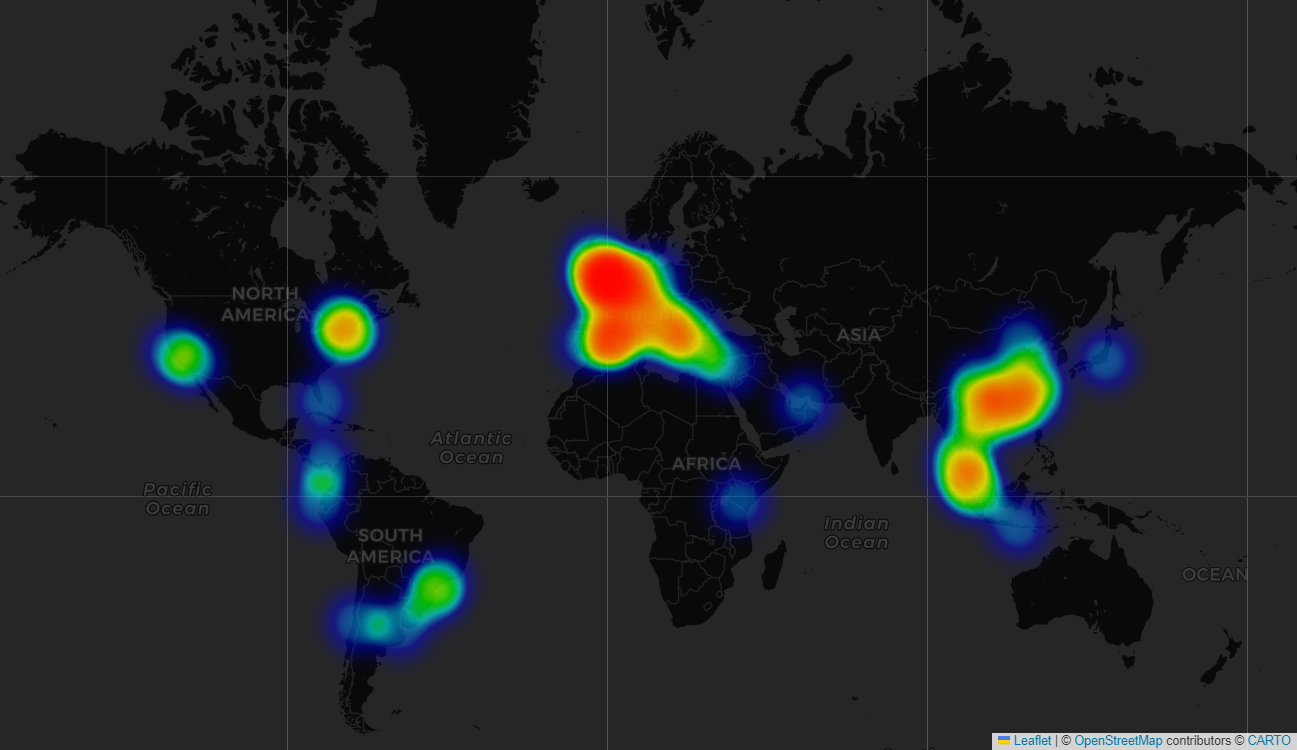 NORTH
AMERICA
ASIA
Atlantic
Ocean
AFRICA
Pacific
Ocean
Indian
Ocean
SOUTH
AMERICA
OCEAN
Leaflet | © OpenStreetMap contributors © CARTO